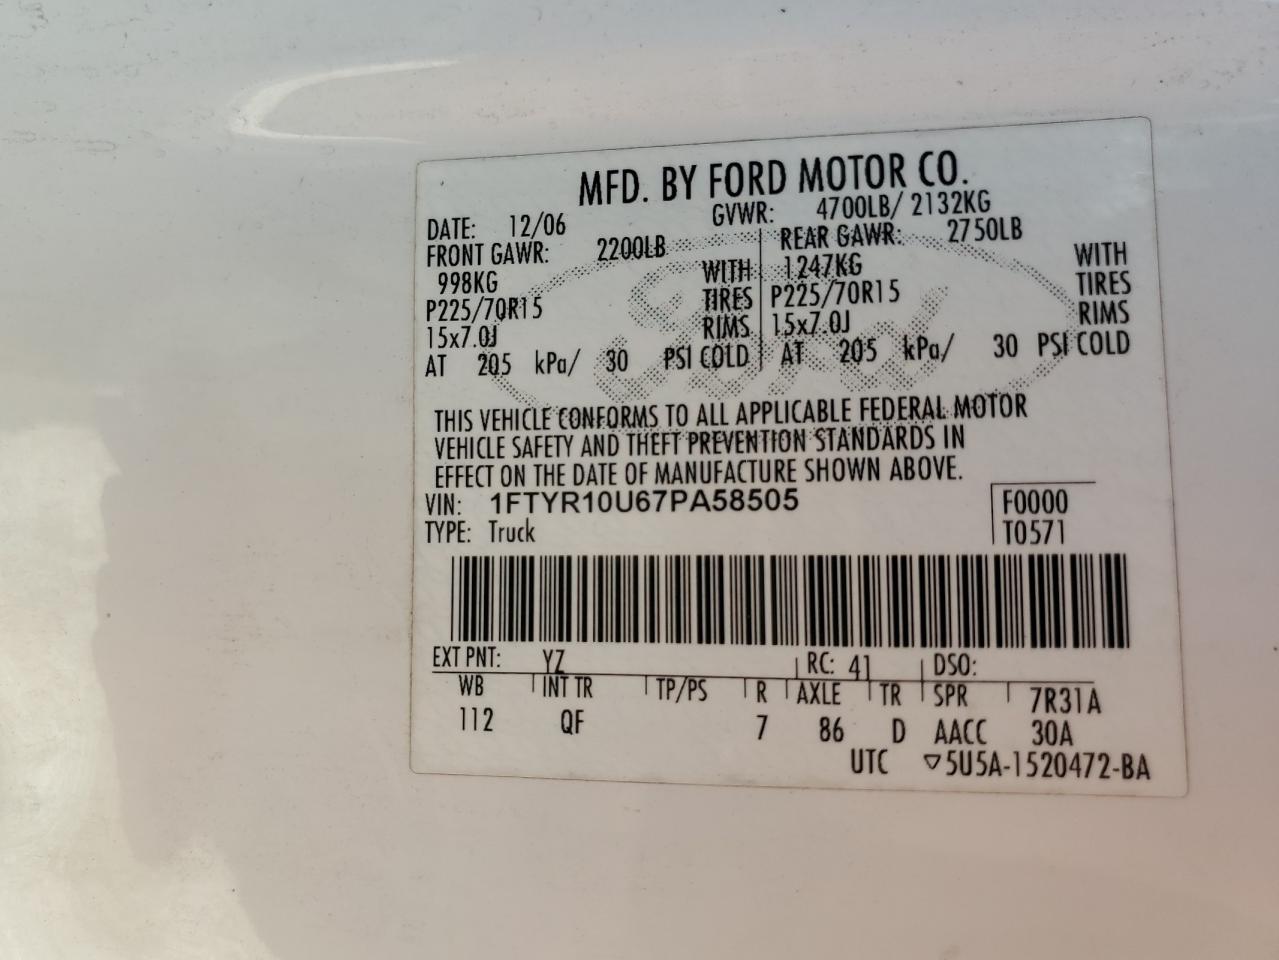 MFD. BY FORD MOTOR CO.
DATE: 12/06 GVWR: 4700LB/ 2132KG
FRONT GAWR: 2200LB REAR GAWR: 2750LB
998KG WITH 1247KG WITH
P225/70R15 TIRES P225/70R15 TIRES
15x7.0J RIMS 15x7.0J RIMS
AT 205 kPa/ 30 PSI COLD AT 205 kPa/ 30 PSI COLD
THIS VEHICLE CONFORMS TO ALL APPLICABLE FEDERAL MOTOR
VEHICLE SAFETY AND THEFT PREVENTION STANDARDS IN
EFFECT ON THE DATE OF MANUFACTURE SHOWN ABOVE.
VIN: 1FTYR10U67PA58505 F0000
TYPE: Truck T0571
EXT PNT: YZ RC: 41 DSO:
WB INT TR TP/PS R AXLE TR SPR 7R31A
112 QF 7 86 D AACC 30A
UTC ▽5U5A-1520472-BA